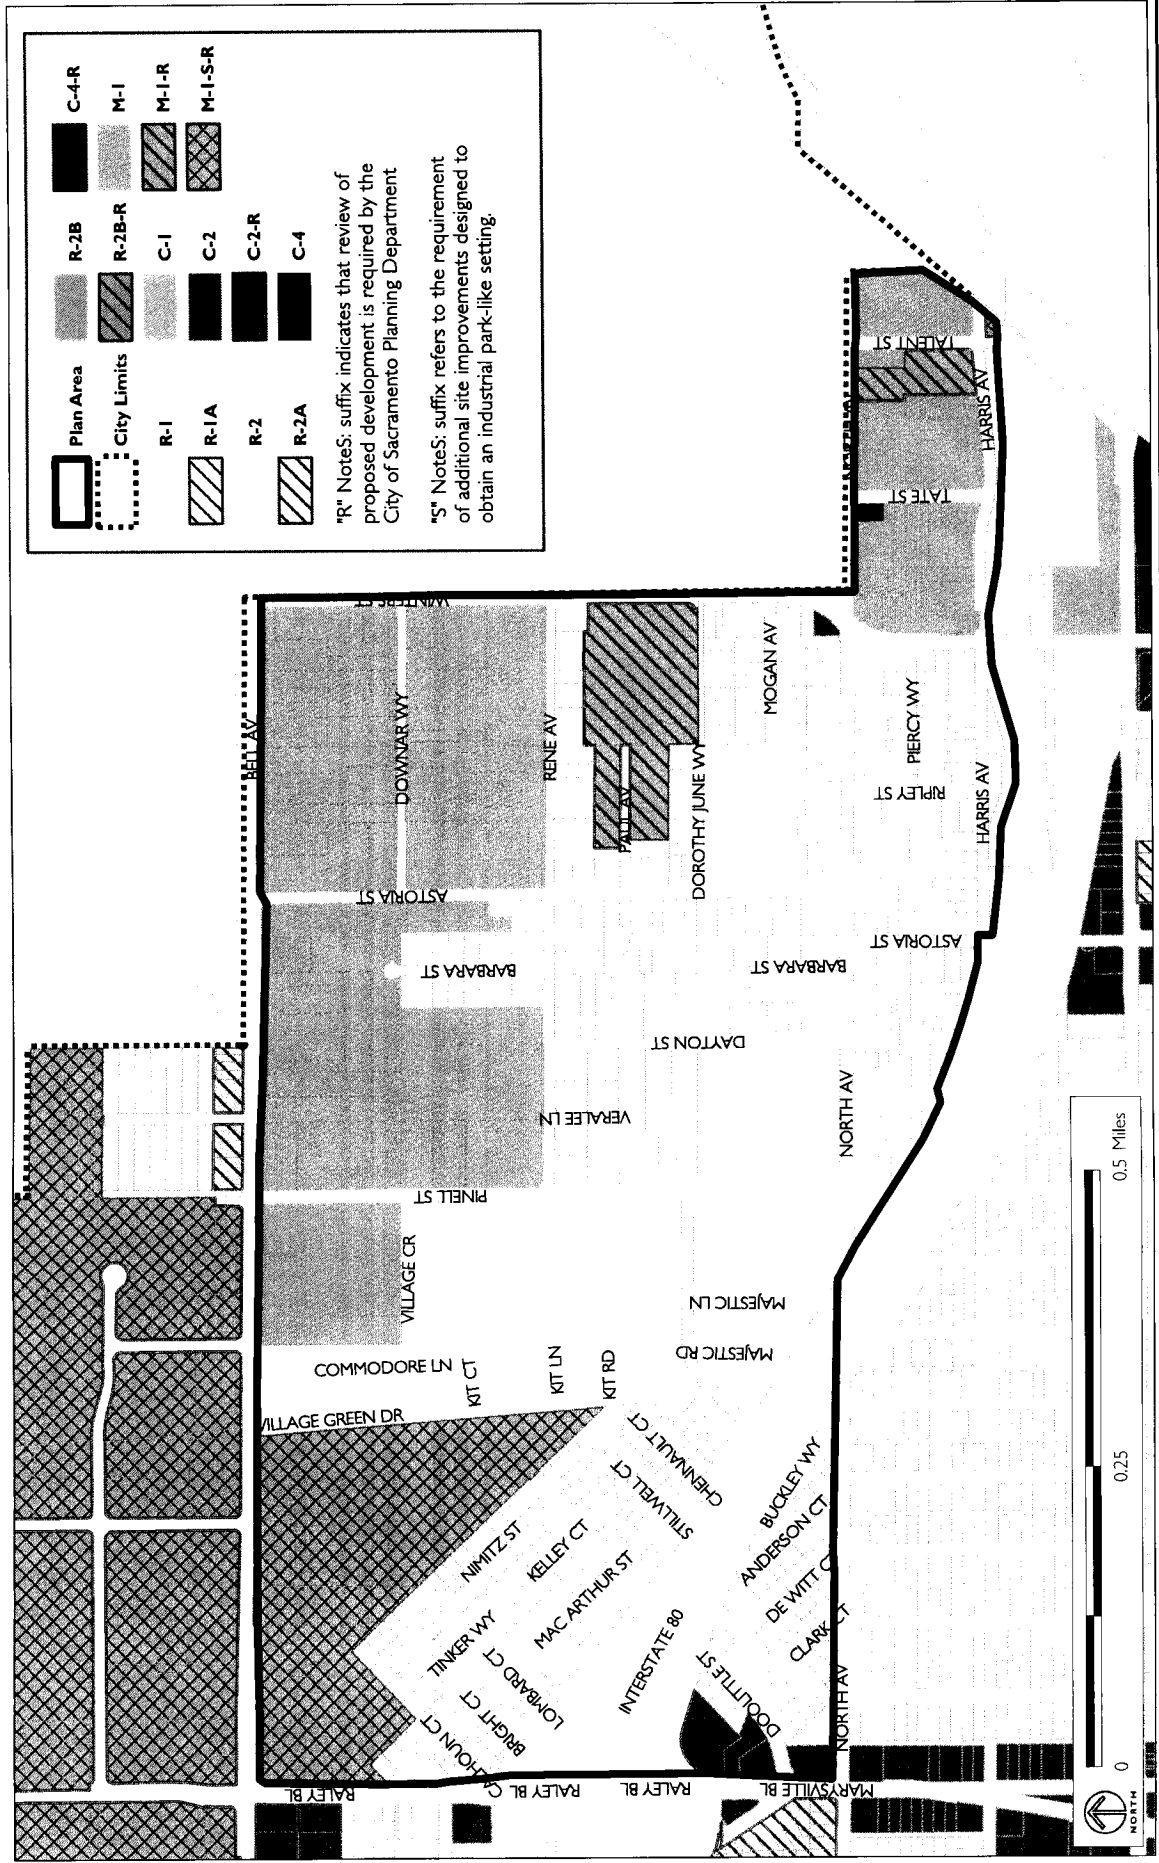 Plan Area
City Limits
R-1
R-1A
R-2
R-2A
R-2B
R-2B-R
C-1
C-2
C-2-R
C-4
C-4-R
M-1
M-1-R
M-1-S-R
"R" NoteS: suffix indicates that review of
proposed development is required by the
City of Sacramento Planning Department
"S" NoteS: suffix refers to the requirement
of additional site improvements designed to
obtain an industrial park-like setting.
BELL AV
WINTERS ST
DOWNAR WY
ASTORIA ST
BARBARA ST
RENE AV
PAUL AV
DOROTHY JUNE WY
MOGAN AV
PIERCY WY
RIPLEY ST
HARRIS AV
TATE ST
TALENT ST
HARRIS AV
ASTORIA ST
BARBARA ST
DAYTON ST
VERALEE LN
PINELL ST
NORTH AV
VILLAGE CR
COMMODORE LN
KIT CT
KIT LN
KIT RD
MAJESTIC LN
MAJESTIC RD
VILLAGE GREEN DR
CHENNAULT CT
STILLWELL CT
NIMITZ ST
KELLEY CT
MAC ARTHUR ST
BUCKLEY WY
ANDERSON CT
DE WITT CT
CLARK CT
TINKER WY
LOMBARD CT
BRIGHT CT
CALHOUN CT
INTERSTATE 80
DOOLITTLE ST
NORTH AV
RALEY BL
RALEY BL
RALEY BL
MARYSVILLE BL
MARYSVILLE BL
NORTH
0
0.25
0.5 Miles